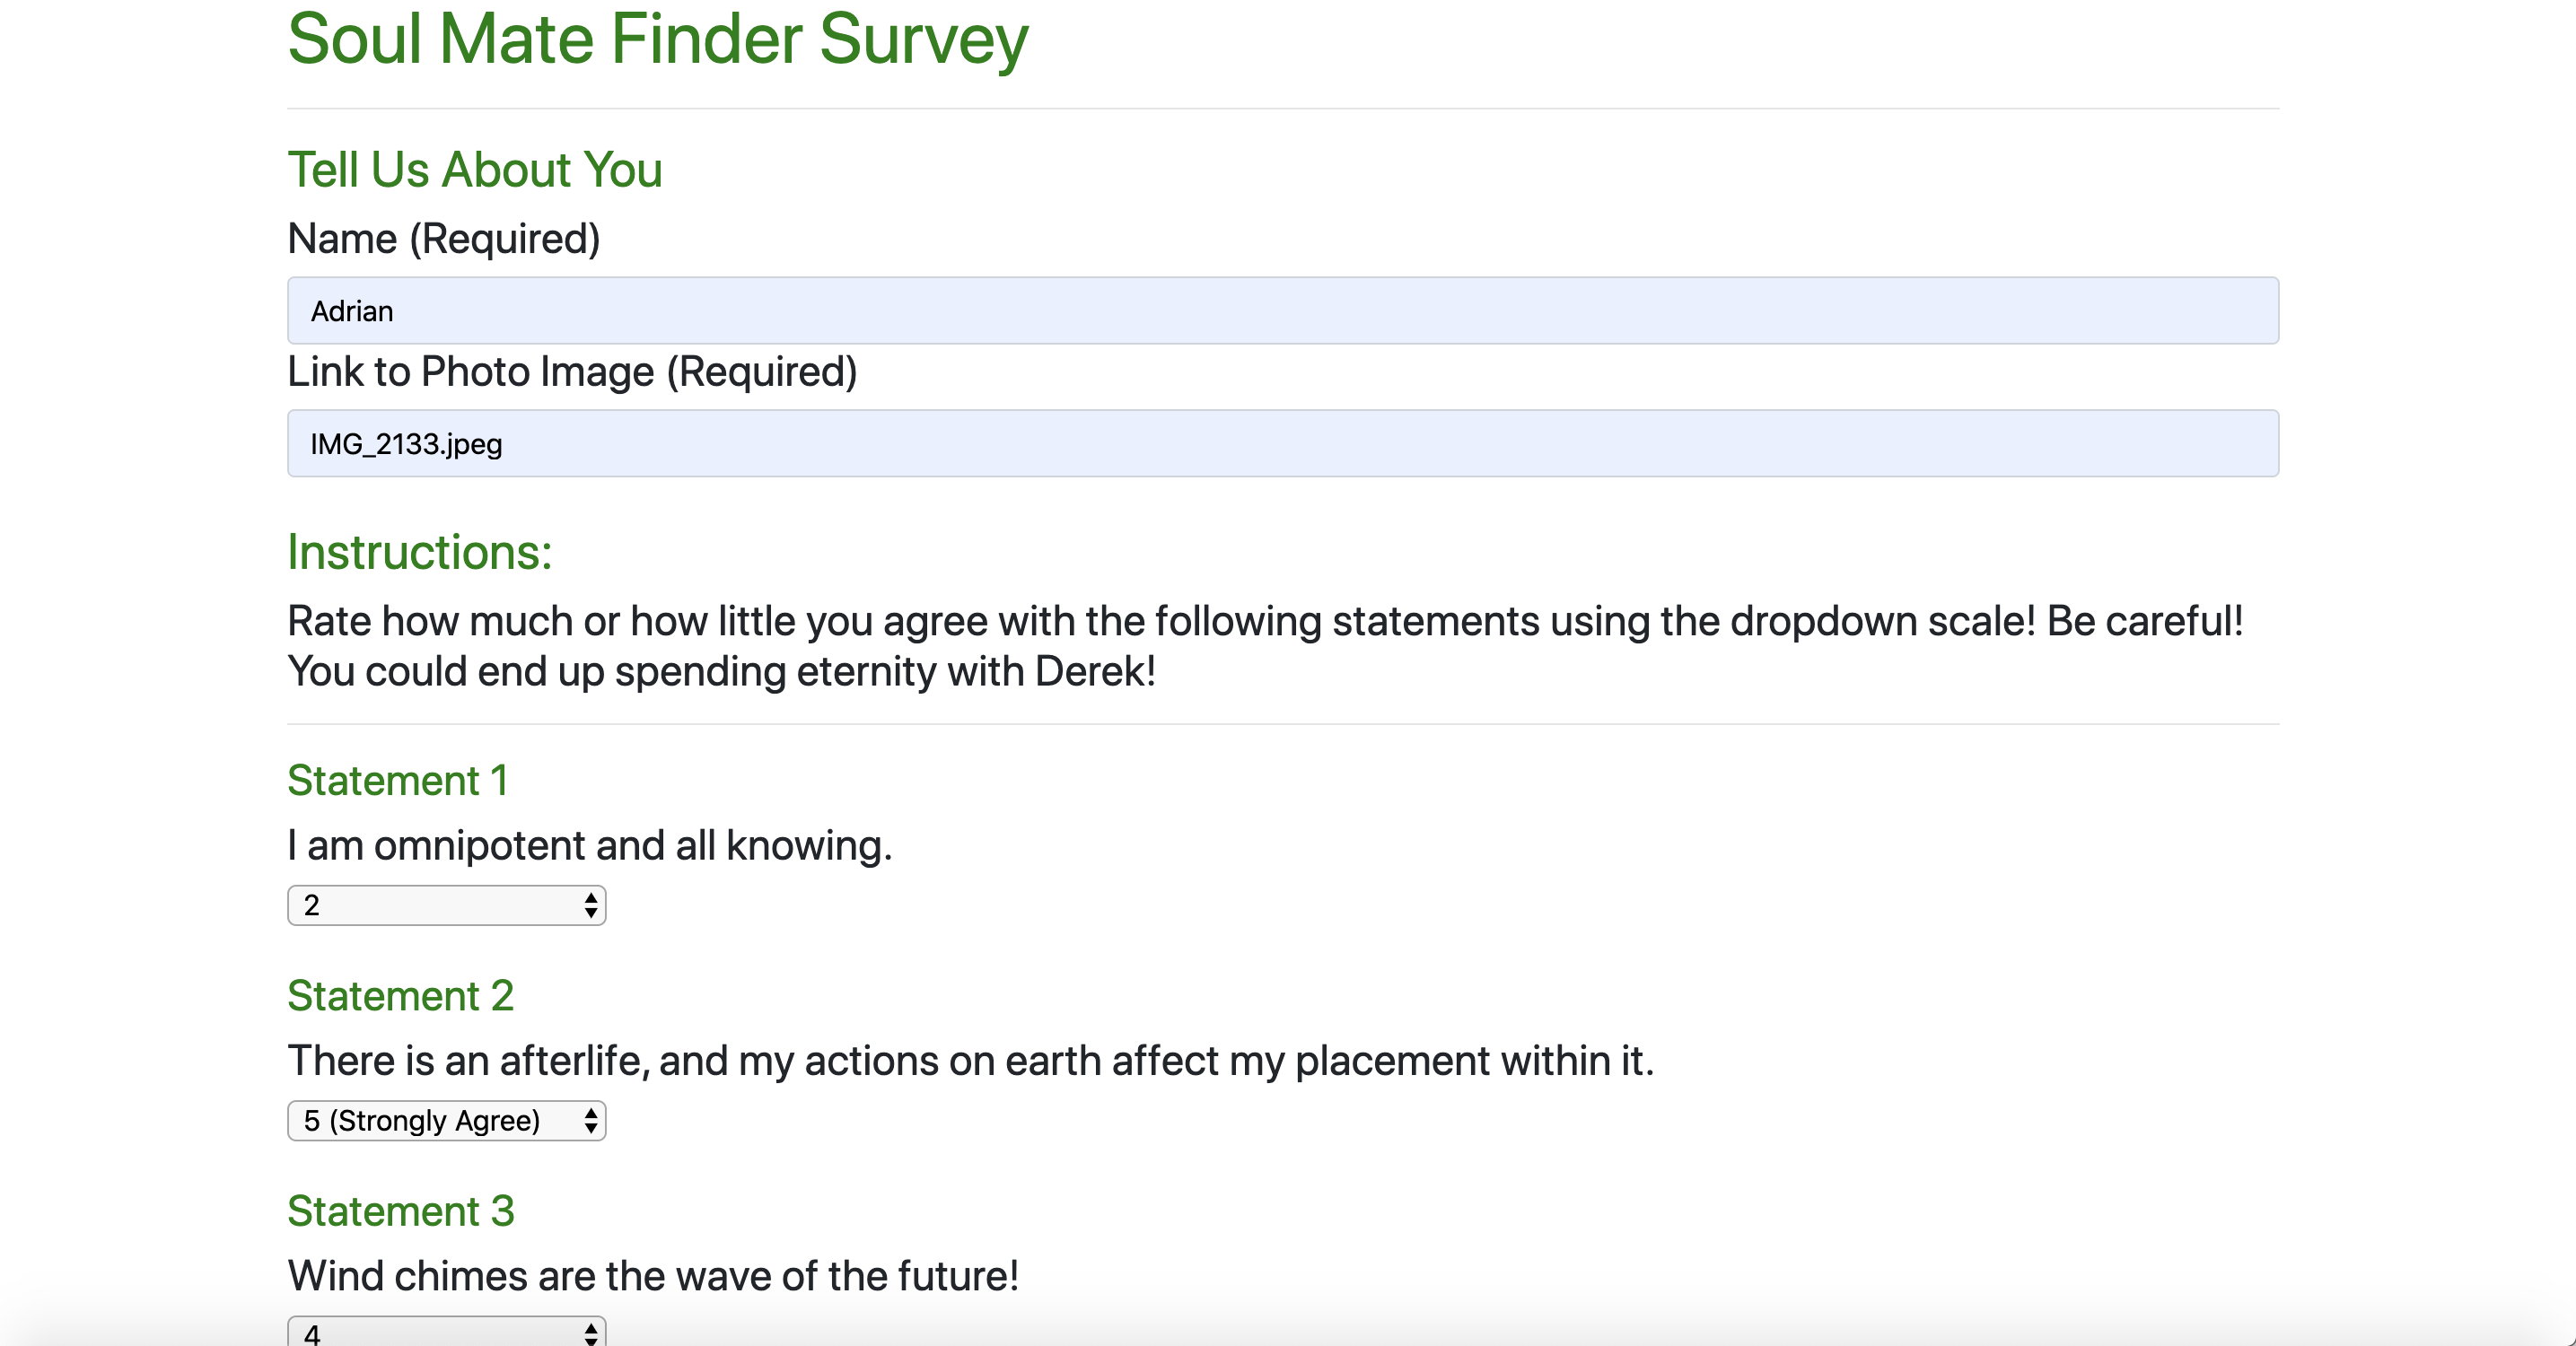 Soul Mate Finder Survey
Tell Us About You
Name (Required)
Adrian
Link to Photo Image (Required)
IMG_2133.jpeg
Instructions:
Rate how much or how little you agree with the following statements using the dropdown scale! Be careful!
You could end up spending eternity with Derek!
Statement 1
I am omnipotent and all knowing.
2
Statement 2
There is an afterlife, and my actions on earth affect my placement within it.
5 (Strongly Agree)
Statement 3
Wind chimes are the wave of the future!
4